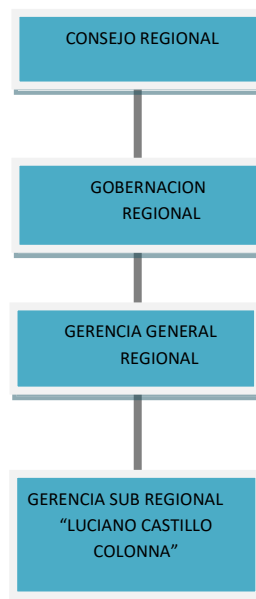 CONSEJO REGIONAL
GOBERNACION
REGIONAL
GERENCIA GENERAL
REGIONAL
GERENCIA SUB REGIONAL
“LUCIANO CASTILLO
COLONNA”